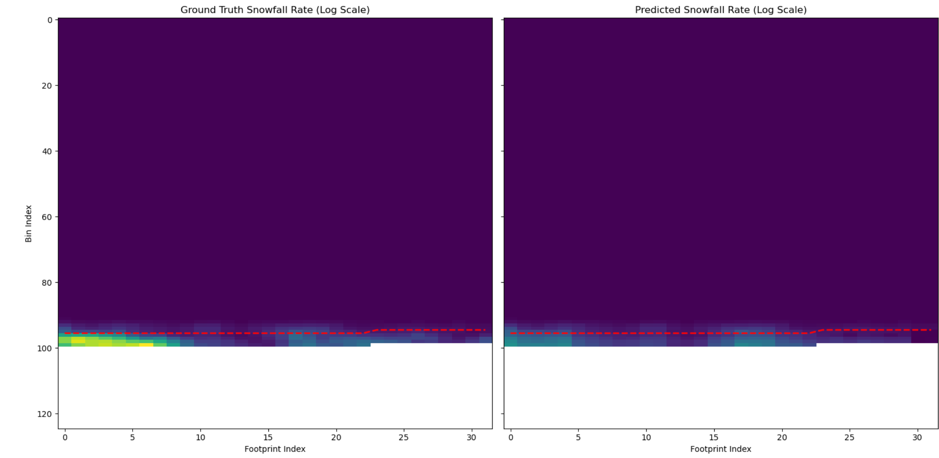 Ground Truth Snowfall Rate (Log Scale)
Predicted Snowfall Rate (Log Scale)
0
20
40
60
80
100
120
Bin Index
0 5 10 15 20 25 30
0 5 10 15 20 25 30
Footprint Index
Footprint Index